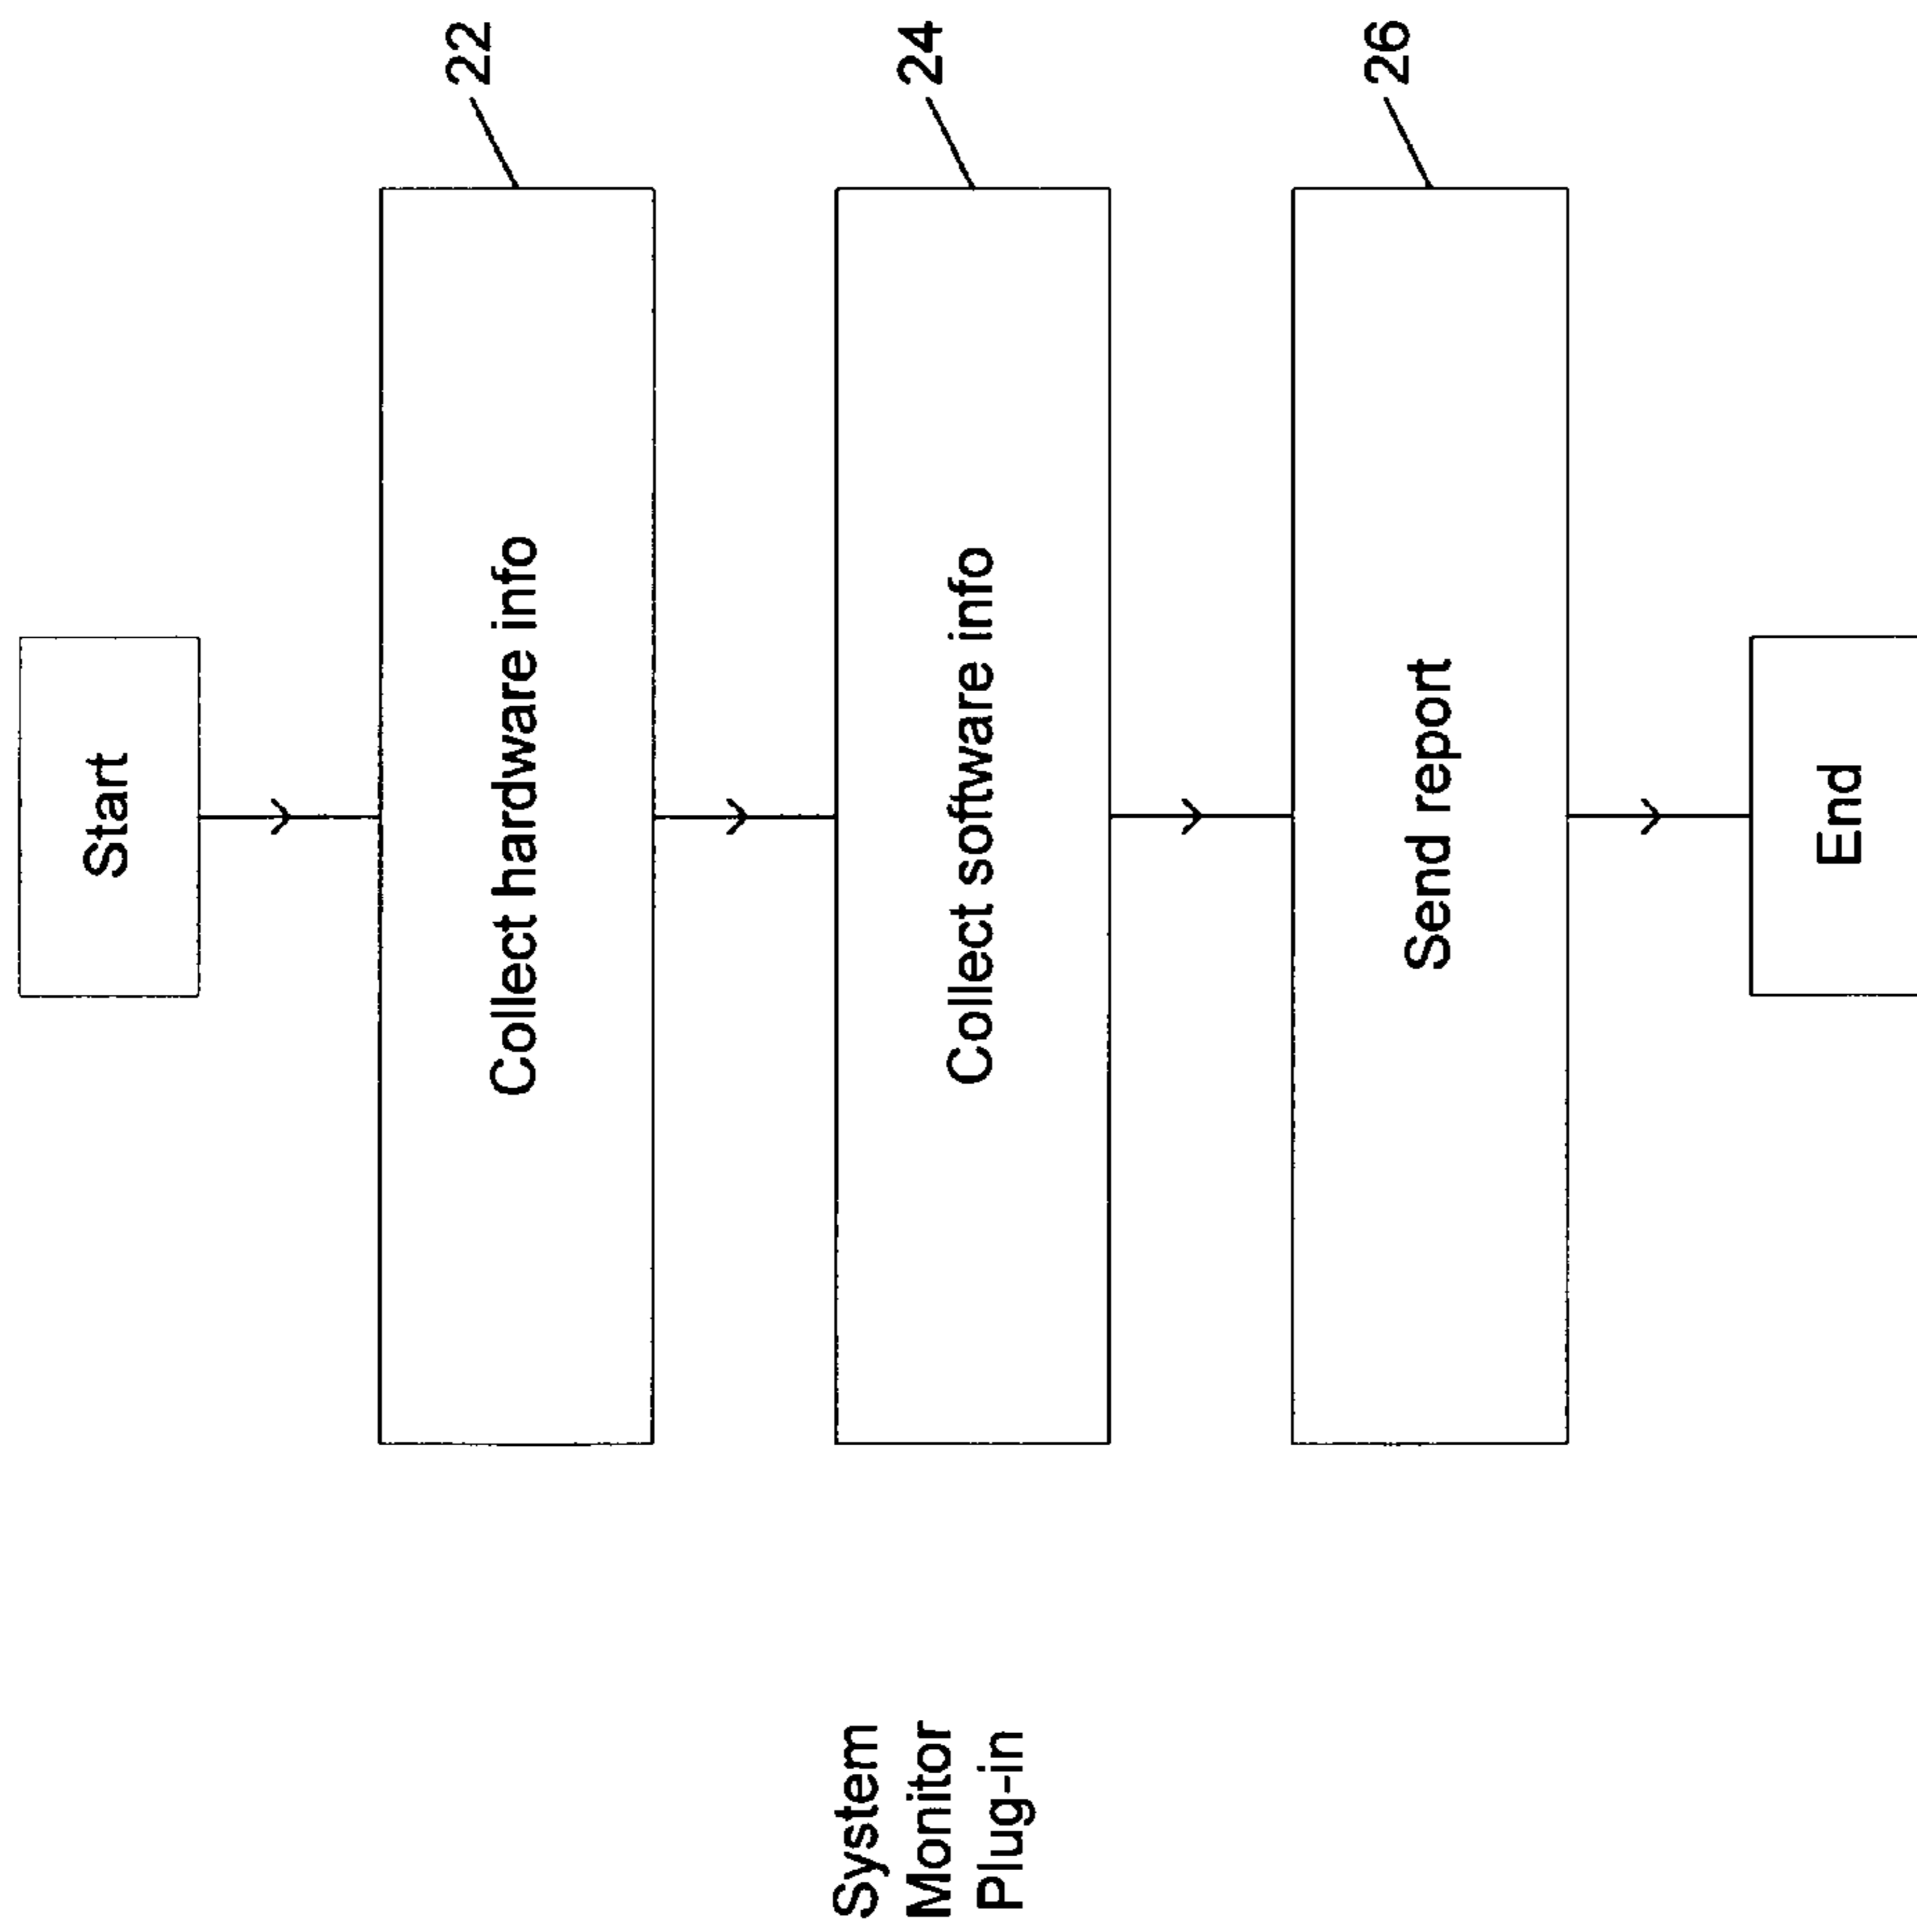 Start
Collect hardware info
22
System
Monitor
Plug-in
Collect software info
24
Send report
26
End